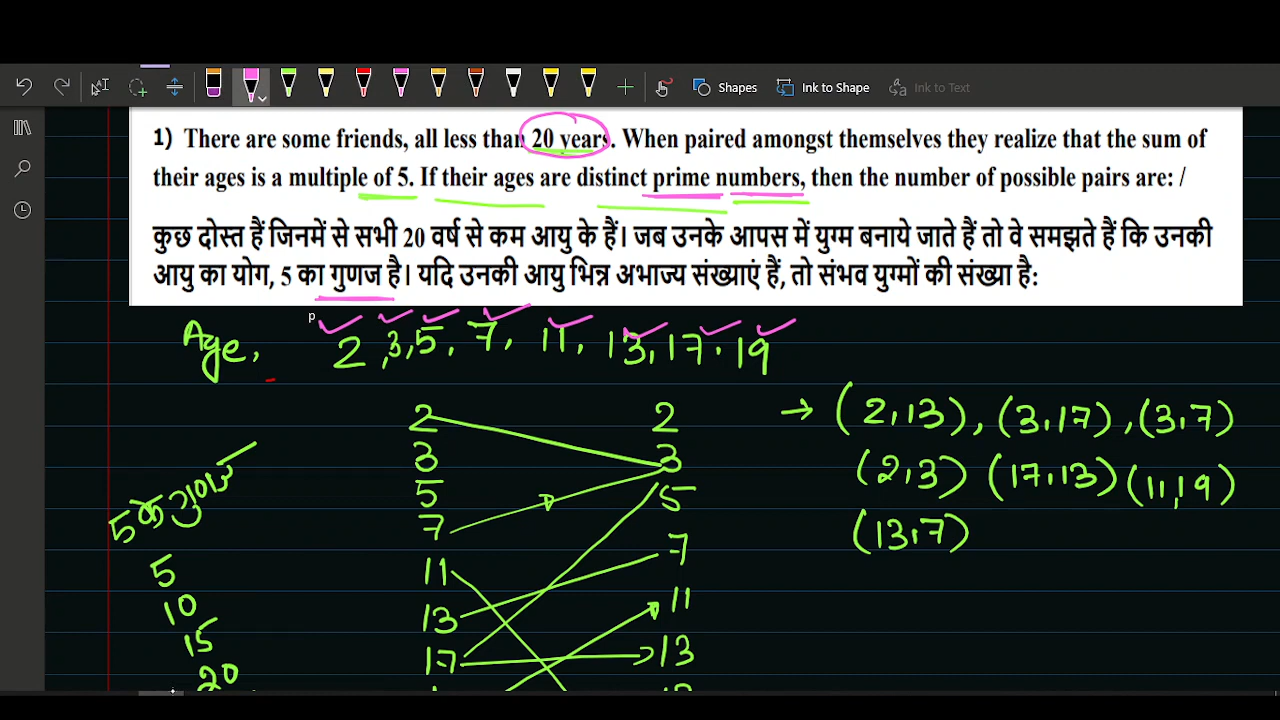 Shapes
Ink to Shape
Ink to Text
1) There are some friends, all less than 20 years. When paired amongst themselves they realize that the sum of
their ages is a multiple of 5. If their ages are distinct prime numbers, then the number of possible pairs are: /
कुछ दोस्त हैं जिनमें से सभी 20 वर्ष से कम आयु के हैं। जब उनके आपस में युग्म बनाये जाते हैं तो वे समझते हैं कि उनकी
आयु का योग, 5 का गुणज है। यदि उनकी आयु भिन्न अभाज्य संख्याएं हैं, तो संभव युग्मों की संख्या है:
P
Age, 2,3,5,7,11,13,17,19
2 2 → (2,13), (3,17), (3,7)
3 3 (2,3) (17,13) (11,19)
5 के गुणज 5 5
7 7 (13,7)
5 11 11
10 13 13
15 17
20